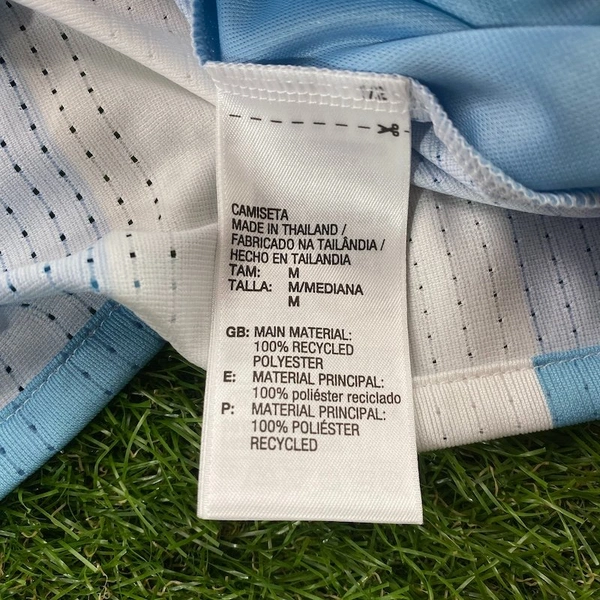 CAMISETA
MADE IN THAILAND /
FABRICADO NA TAILÂNDIA /
HECHO EN TAILANDIA
TAM: M
TALLA: M/MEDIANA
M
GB: MAIN MATERIAL:
100% RECYCLED
POLYESTER
E: MATERIAL PRINCIPAL:
100% poliéster reciclado
P: MATERIAL PRINCIPAL:
100% POLIÉSTER
RECYCLED